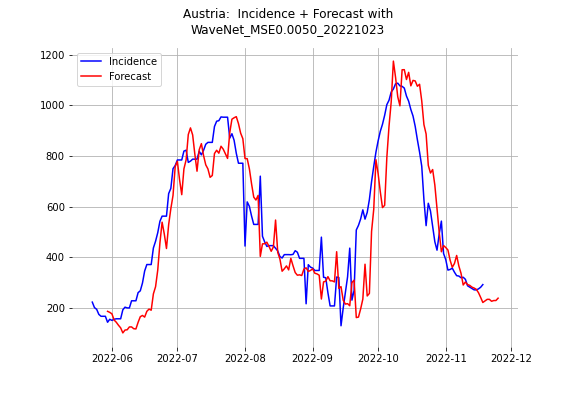 Austria:  Incidence + Forecast with
WaveNet_MSE0.0050_20221023
Incidence
Forecast
1200
1000
800
600
400
200
2022-06 2022-07 2022-08 2022-09 2022-10 2022-11 2022-12